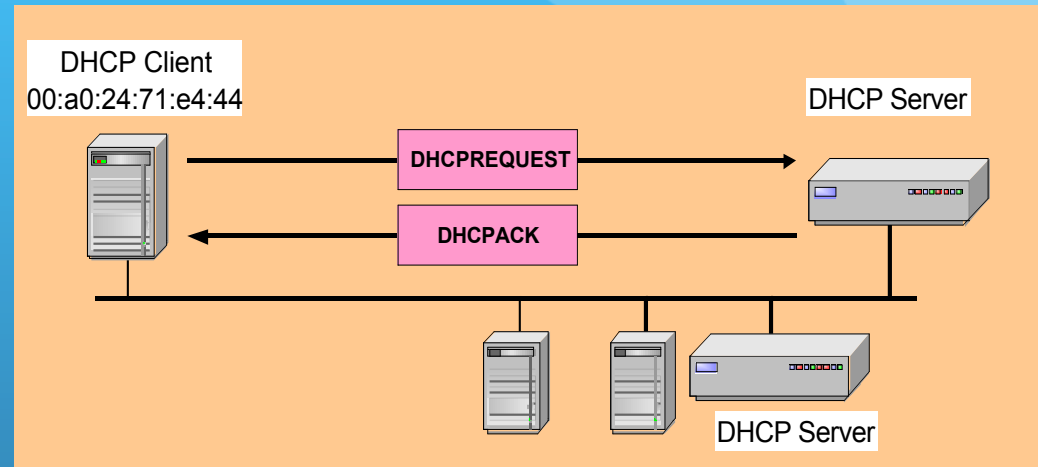 DHCP Client
00:a0:24:71:e4:44
DHCP Server
DHCPREQUEST
DHCPACK
DHCP Server